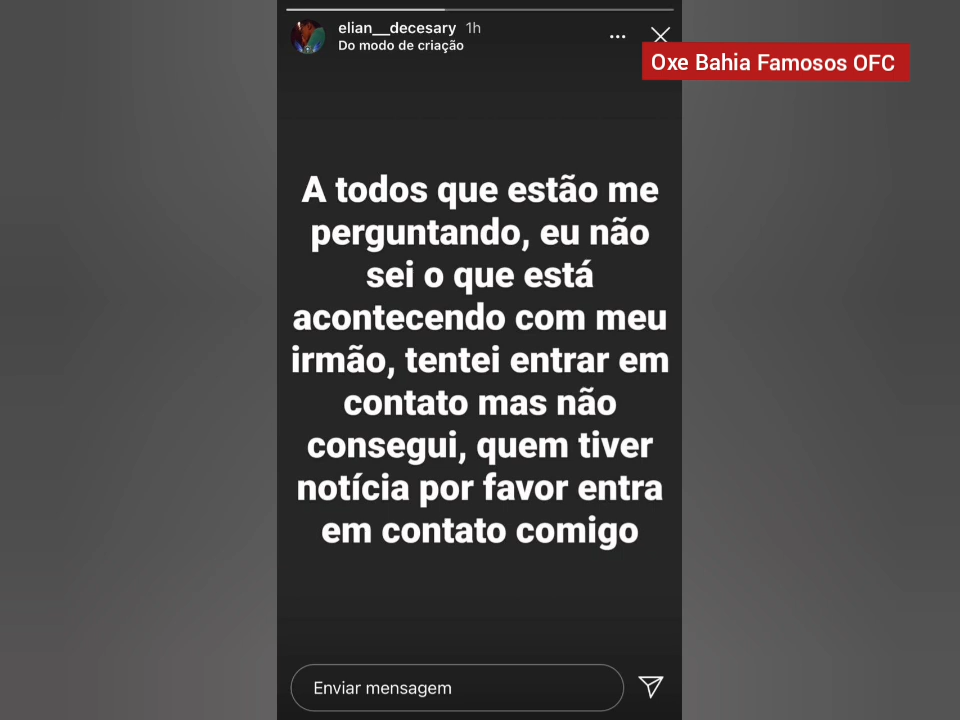 elian__decesary 1h
Do modo de criação
Oxe Bahia Famosos OFC
A todos que estão me
perguntando, eu não
sei o que está
acontecendo com meu
irmão, tentei entrar em
contato mas não
consegui, quem tiver
notícia por favor entra
em contato comigo
Enviar mensagem